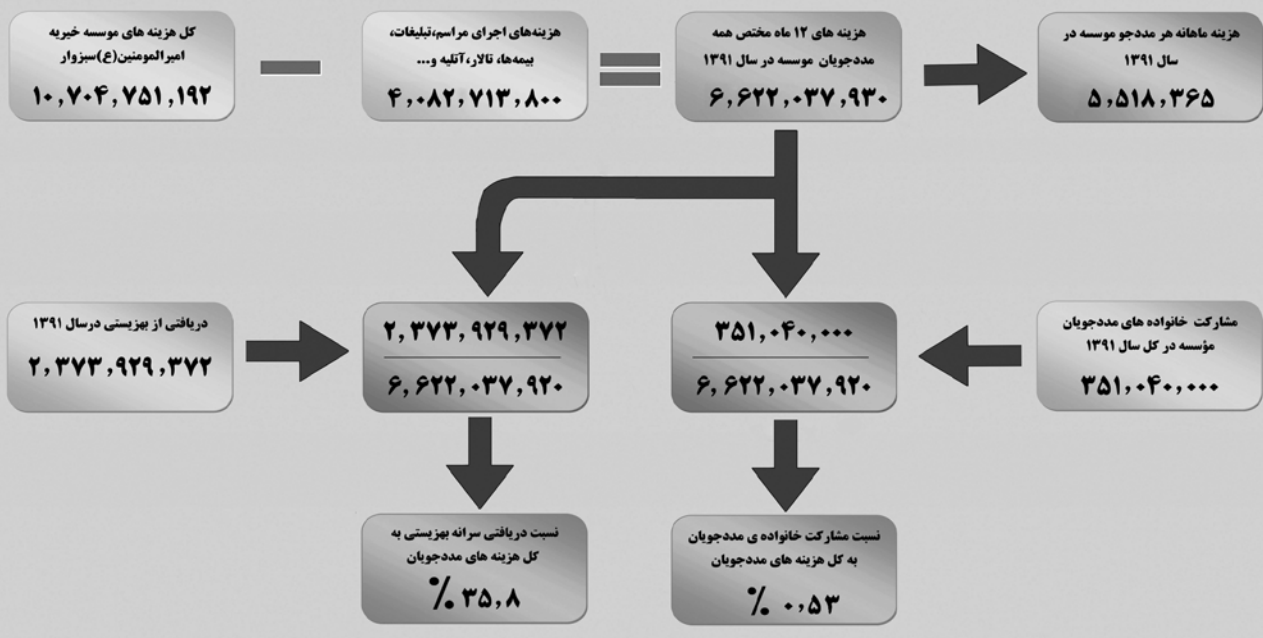 کل هزینه های موسسه خیریه
امیرالمومنین(ع)سبزوار
۱۰,۷۰۴,۷۵۱,۱۹۲
هزینه‌های اجرای مراسم،تبلیغات،
بیمه‌ها، تالار،آتلیه و...
۴,۰۸۲,۷۱۳,۸۰۰
هزینه های ۱۲ ماه مختص همه
مددجویان موسسه در سال ۱۳۹۱
۶,۶۲۲,۰۳۷,۹۳۰
هزینه ماهانه هر مددجو موسسه در
سال ۱۳۹۱
۵,۵۱۸,۳۶۵
دریافتی از بهزیستی درسال ۱۳۹۱
۲,۳۷۳,۹۲۹,۳۷۲
۲,۳۷۳,۹۲۹,۳۷۲
۶,۶۲۲,۰۳۷,۹۲۰
۳۵۱,۰۴۰,۰۰۰
۶,۶۲۲,۰۳۷,۹۲۰
مشارکت خانواده های مددجویان
مؤسسه در کل سال ۱۳۹۱
۳۵۱,۰۴۰,۰۰۰
نسبت دریافتی سرانه بهزیستی به
کل هزینه های مددجویان
% ۳۵,۸
نسبت مشارکت خانواده ی مددجویان
به کل هزینه های مددجویان
% ۰,۵۳